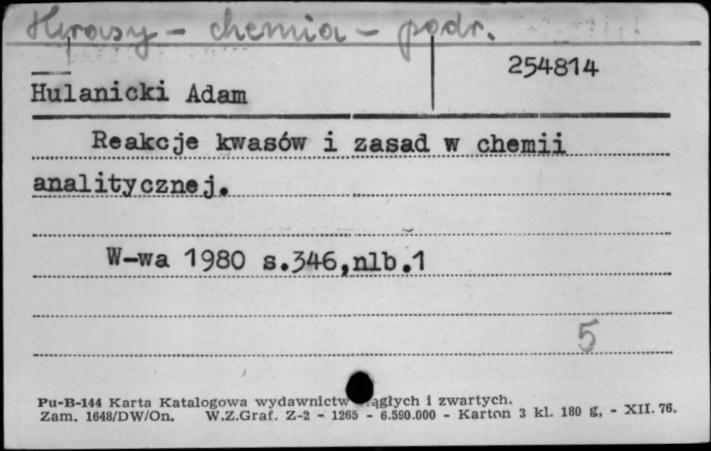 Kwasy - chemia - podr.
254814
Hulanicki Adam
Reakcje kwasów i zasad w chemii
analitycznej.
W-wa 1980 s.346,nlb.1
5
Pu-B-144 Karta Katalogowa wydawnictw ągłych i zwartych.
Zam. 1648/DW/On. W.Z.Graf. Z-2 - 1265 - 6.590.000 - Karton 3 kl. 180 g, - XII. 76.